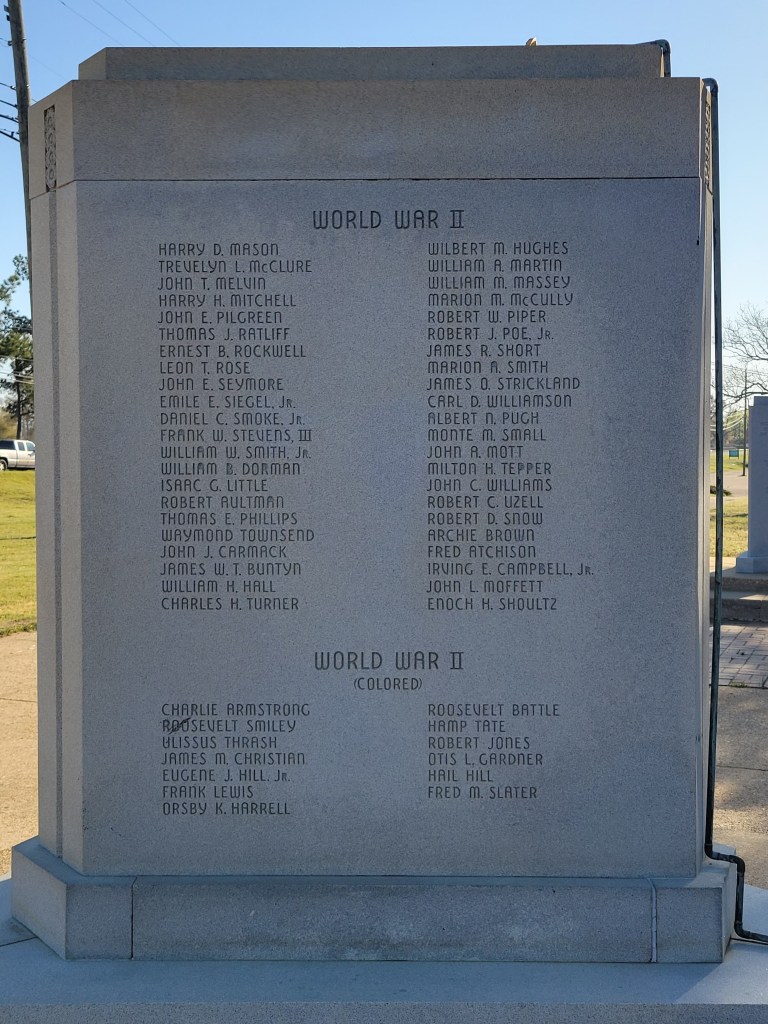 WORLD WAR II
HARRY D. MASON
TREVELYN L. McCLURE
JOHN T. MELVIN
HARRY H. MITCHELL
JOHN E. PILGREEN
THOMAS J. RATLIFF
ERNEST B. ROCKWELL
LEON T. ROSE
JOHN E. SEYMORE
EMILE E. SIEGEL, Jr.
DANIEL C. SMOKE, Jr.
FRANK W. STEVENS, III
WILLIAM W. SMITH, Jr.
WILLIAM B. DORMAN
ISAAC G. LITTLE
ROBERT AULTMAN
THOMAS E. PHILLIPS
WAYMOND TOWNSEND
JOHN J. CARMACK
JAMES W. T. BUNTYN
WILLIAM H. HALL
CHARLES H. TURNER
WILBERT M. HUGHES
WILLIAM A. MARTIN
WILLIAM M. MASSEY
MARION M. McCULLY
ROBERT W. PIPER
ROBERT J. POE, Jr.
JAMES R. SHORT
MARION A. SMITH
JAMES O. STRICKLAND
CARL D. WILLIAMSON
ALBERT N. PUGH
MONTE M. SMALL
JOHN A. MOTT
MILTON H. TEPPER
JOHN C. WILLIAMS
ROBERT C. UZELL
ROBERT D. SNOW
ARCHIE BROWN
FRED ATCHISON
IRVING E. CAMPBELL, Jr.
JOHN L. MOFFETT
ENOCH H. SHOULTZ
WORLD WAR II
(COLORED)
CHARLIE ARMSTRONG
ROOSEVELT SMILEY
ULISSUS THRASH
JAMES M. CHRISTIAN
EUGENE J. HILL, Jr.
FRANK LEWIS
ORSBY K. HARRELL
ROOSEVELT BATTLE
HAMP TATE
ROBERT JONES
OTIS L. GARDNER
HAIL HILL
FRED M. SLATER